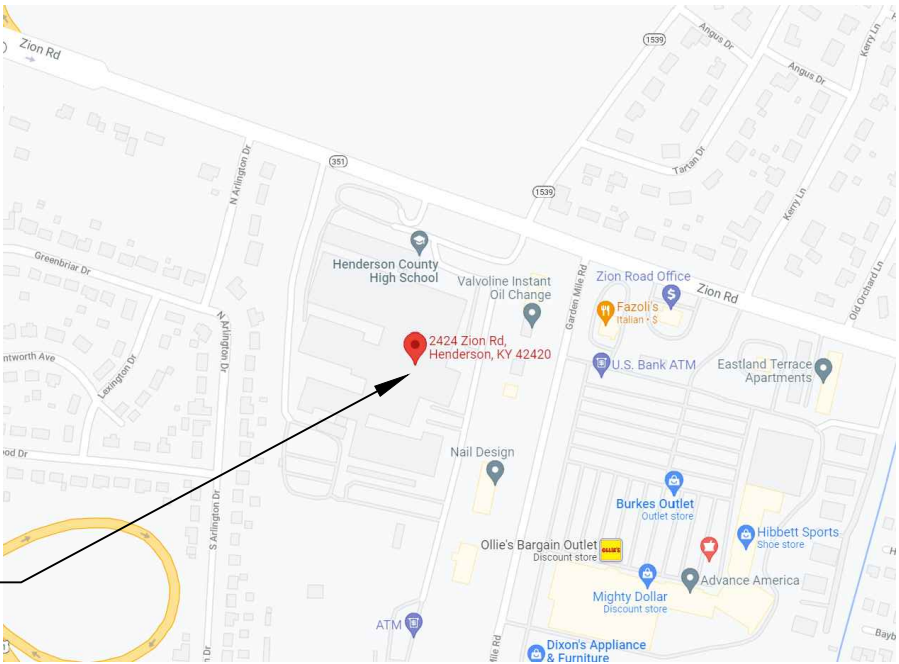 Zion Rd
1539
Angus Dr
Kerry Ln
Angus Dr
Tartan Dr
N Arlington Dr
351
1539
Kerry Ln
Henderson County
High School
Greenbriar Dr
Valvoline Instant
Oil Change
Garden Mile Rd
Zion Road Office
Zion Rd
Old Orchard Ln
Fazoli's
Italian · $
N Arlington Dr
2424 Zion Rd,
Henderson, KY 42420
ntworth Ave
Lexington Dr
U.S. Bank ATM
Eastland Terrace
Apartments
ood Dr
Nail Design
S Arlington Dr
Burkes Outlet
Outlet store
Hibbett Sports
Shoe store
Ollie's Bargain Outlet
Discount store
OLLIE'S
Advance America
Mighty Dollar
Discount store
ATM
Bayb
Dixon's Appliance
& Furniture
n Dr
Mile Rd